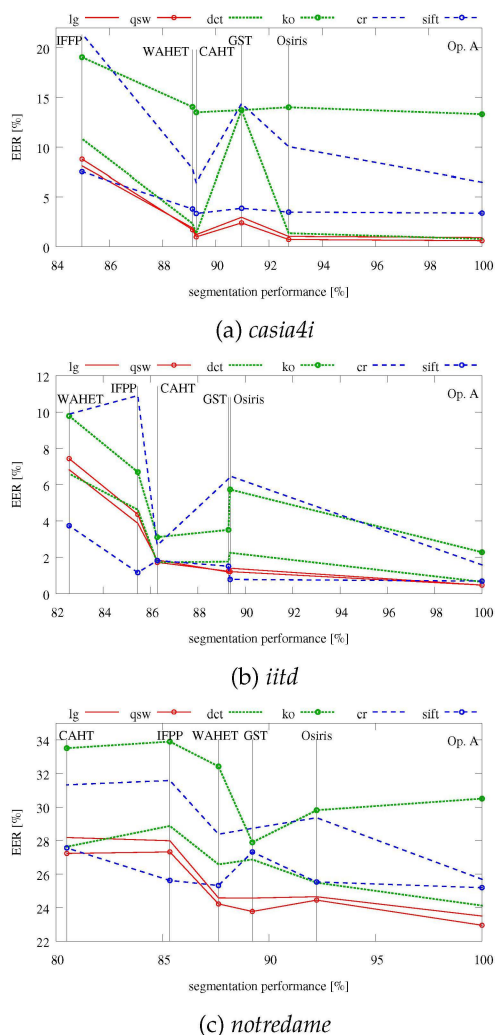 lg qsw dct ko cr sift
20
15
10
5
0
EER [%]
IFFP
WAHET
CAHT
GST
Osiris
Op. A
84 86 88 90 92 94 96 98 100
segmentation performance [%]
(a) casia4i
lg qsw dct ko cr sift
12
10
8
6
4
2
0
EER [%]
WAHET
IFPP
CAHT
GST
Osiris
Op. A
82 84 86 88 90 92 94 96 98 100
segmentation performance [%]
(b) iitd
lg qsw dct ko cr sift
34
32
30
28
26
24
22
EER [%]
CAHT
IFPP
WAHET
GST
Osiris
Op. A
80 85 90 95 100
segmentation performance [%]
(c) notredame